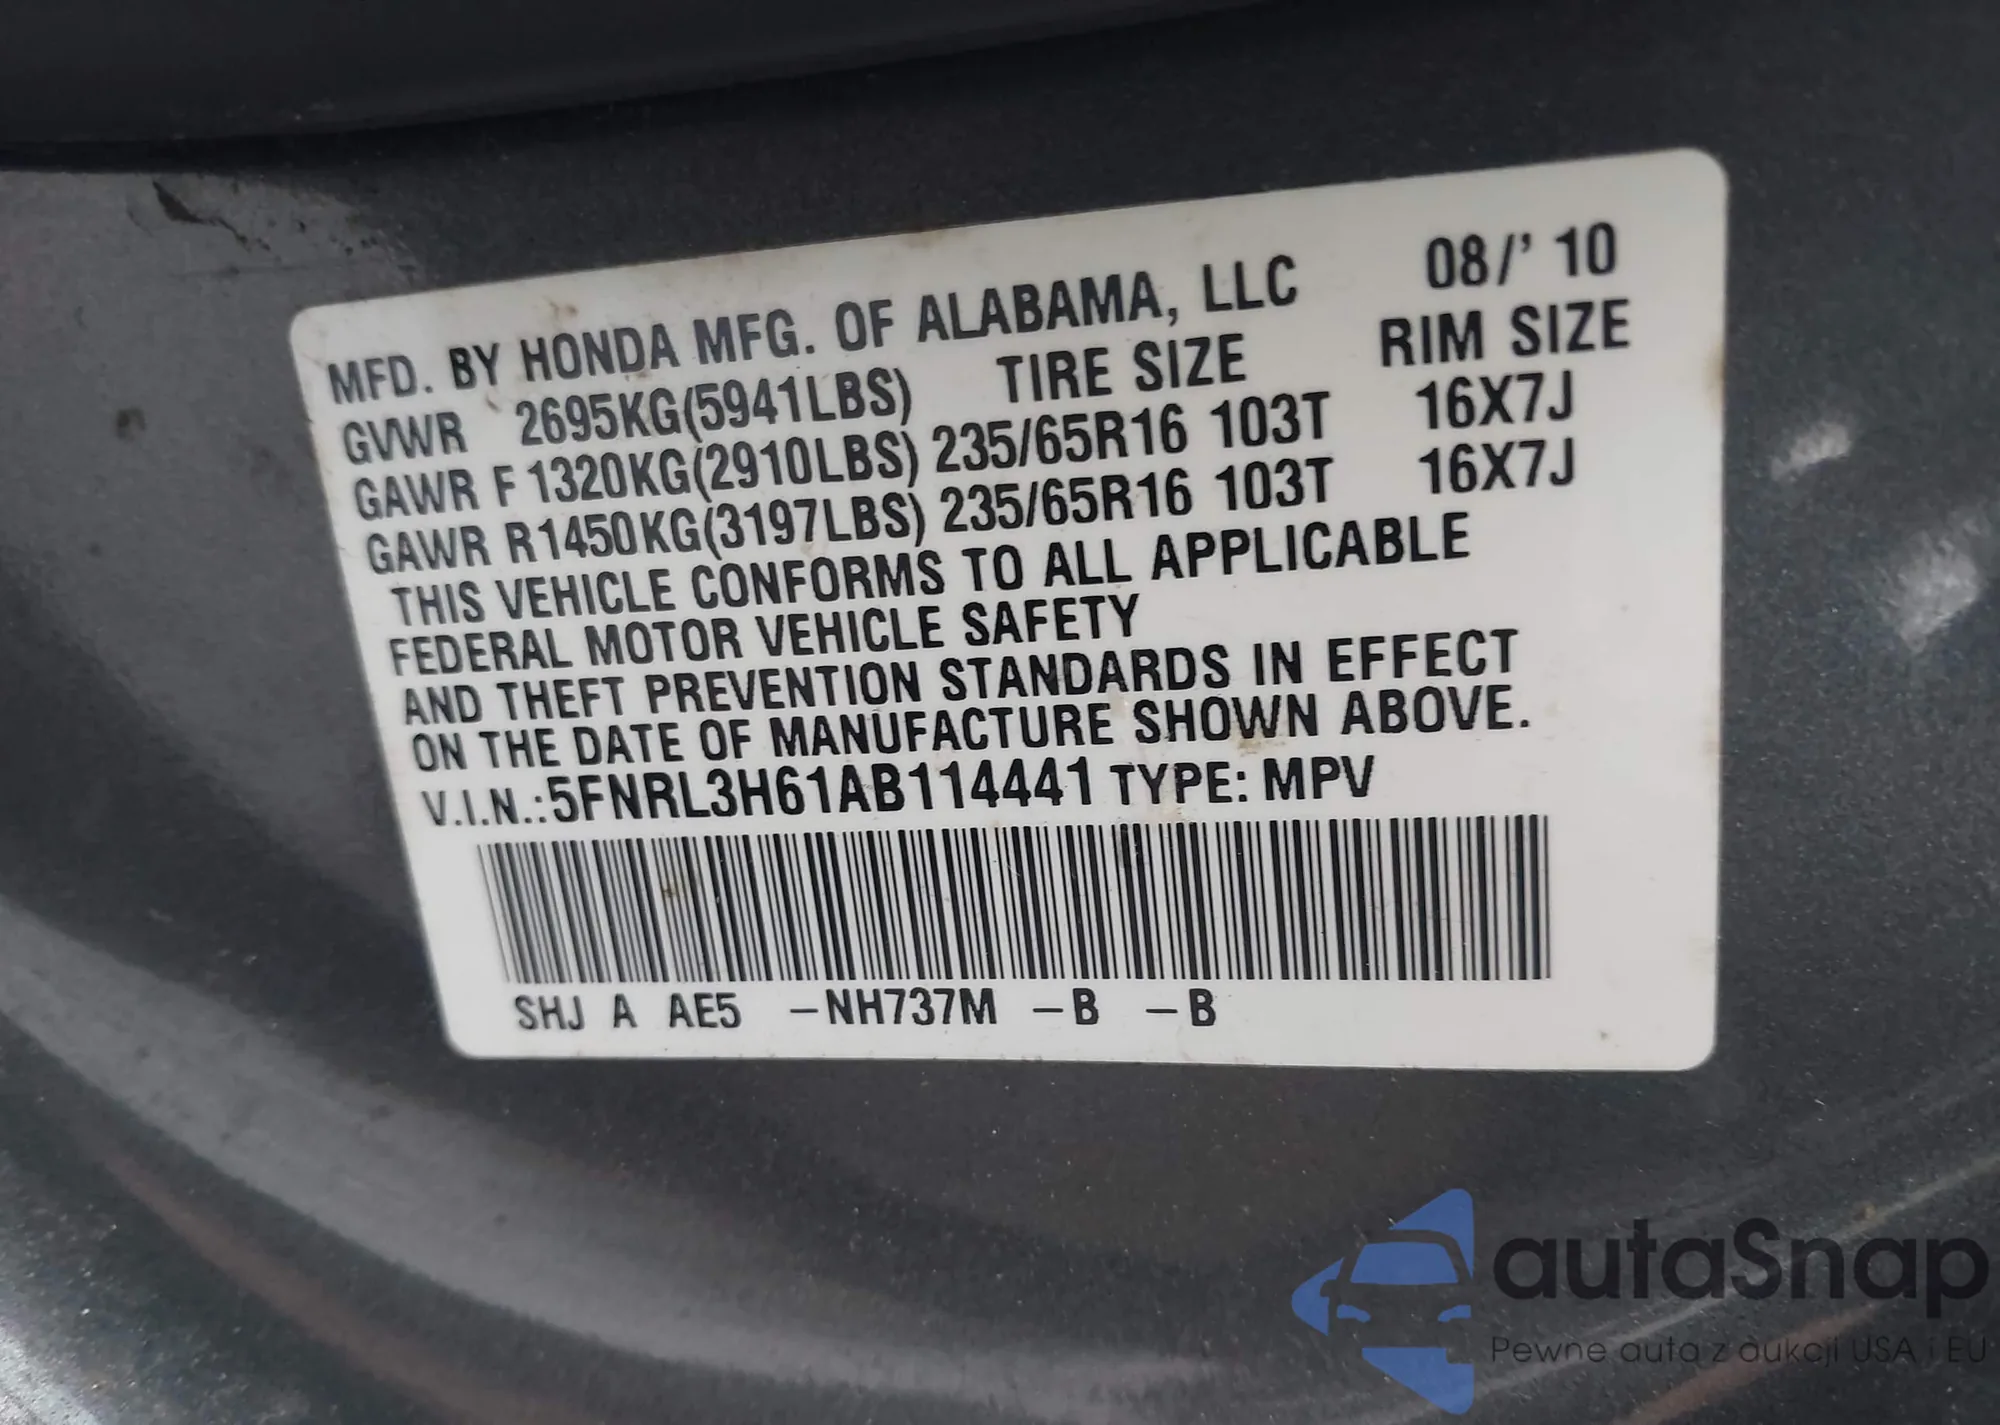 MFD. BY HONDA MFG. OF ALABAMA, LLC 08/' 10
GVWR 2695KG(5941LBS) TIRE SIZE RIM SIZE
GAWR F 1320KG(2910LBS) 235/65R16 103T 16X7J
GAWR R1450KG(3197LBS) 235/65R16 103T 16X7J
THIS VEHICLE CONFORMS TO ALL APPLICABLE
FEDERAL MOTOR VEHICLE SAFETY
AND THEFT PREVENTION STANDARDS IN EFFECT
ON THE DATE OF MANUFACTURE SHOWN ABOVE.
V.I.N.:5FNRL3H61AB114441 TYPE: MPV
SHJ A AE5 -NH737M -B -B
autaSnap
Pewne auta z aukcji USA i EU